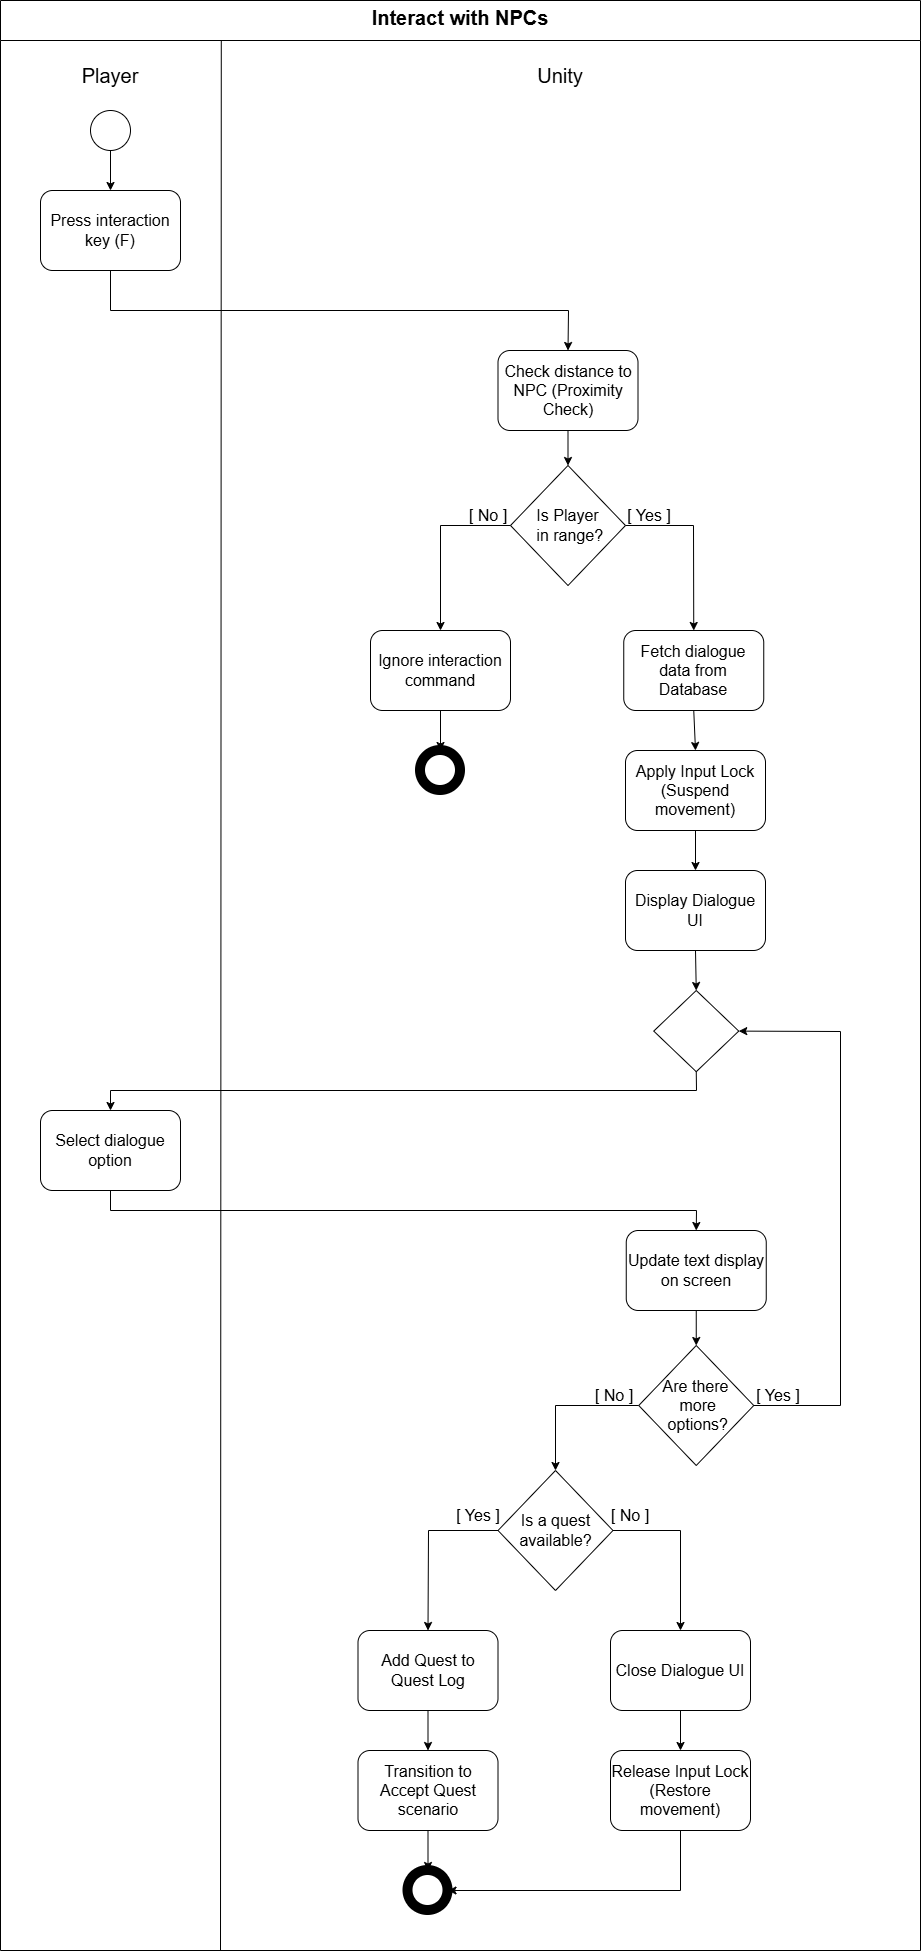 Interact with NPCs
Player
Unity
Press interaction
key (F)
Check distance to
NPC (Proximity
Check)
[ No ]
Is Player
in range?
[ Yes ]
Ignore interaction
command
Fetch dialogue
data from
Database
Apply Input Lock
(Suspend
movement)
Display Dialogue
UI
Select dialogue
option
Update text display
on screen
[ No ]
Are there
more
options?
[ Yes ]
[ Yes ]
Is a quest
available?
[ No ]
Add Quest to
Quest Log
Close Dialogue UI
Transition to
Accept Quest
scenario
Release Input Lock
(Restore
movement)